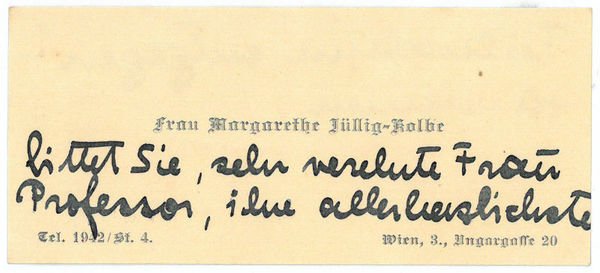 Frau Margarethe Jüllig-Kolbe
bittet Sie, sehr verehrte Frau
Professor, ihre allerherzlichste
Tel. 1942/St. 4. Wien, 3., Ungargasse 20